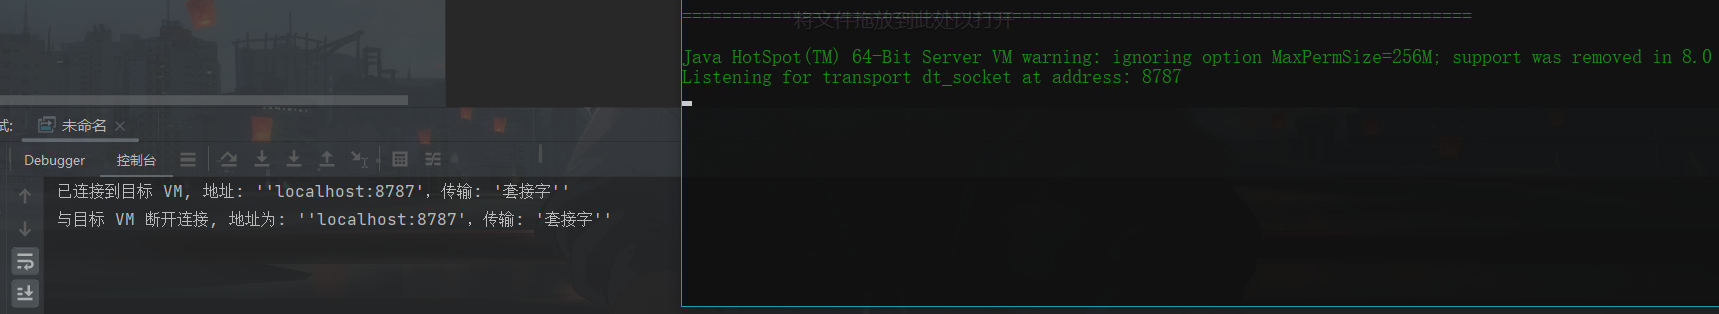 将文件拖放到此处以打开
===============================================================================
Java HotSpot(TM) 64-Bit Server VM warning: ignoring option MaxPermSize=256M; support was removed in 8.0
Listening for transport dt_socket at address: 8787
试: 未命名
Debugger 控制台
已连接到目标 VM, 地址: ''localhost:8787', 传输: '套接字''
与目标 VM 断开连接, 地址为: ''localhost:8787', 传输: '套接字''